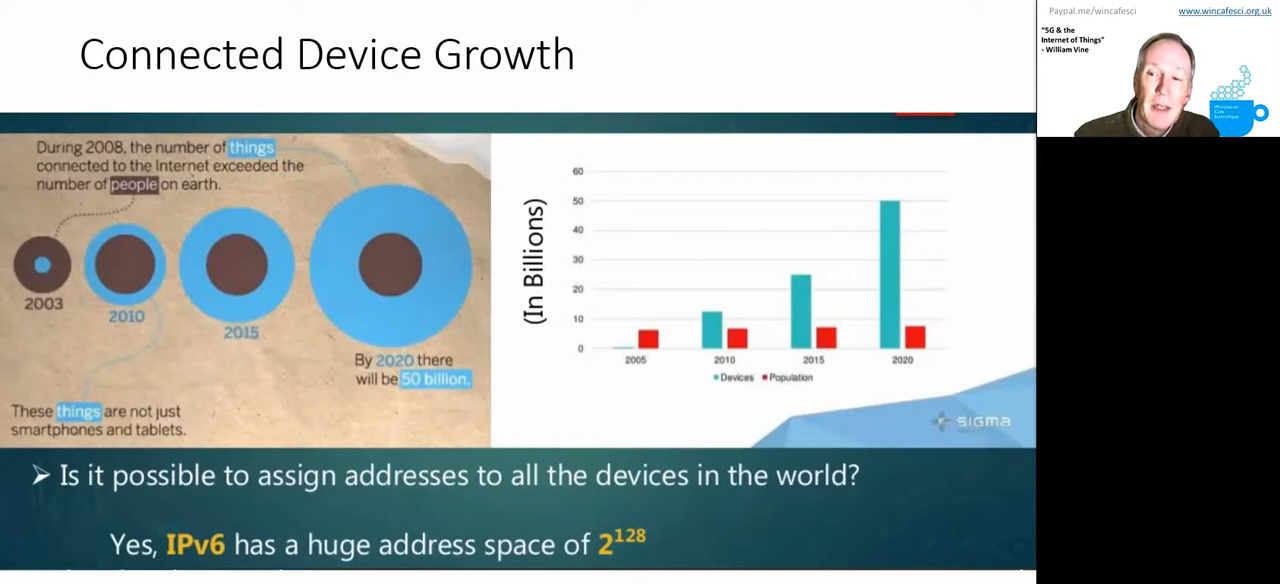 Connected Device Growth
During 2008, the number of things
connected to the Internet exceeded the
number of people on earth.
2003
2010
2015
By 2020 there
will be 50 billion.
These things are not just
smartphones and tablets.
(In Billions)
60
50
40
30
20
10
0
2005
2010
2015
2020
Devices
Population
SIGMA
➤ Is it possible to assign addresses to all the devices in the world?
Yes, IPv6 has a huge address space of 2¹²⁸
Paypal.me/wincafesci
www.wincafesci.org.uk
"5G & the
Internet of Things"
- William Vine
Winchester
Café
Scientifique